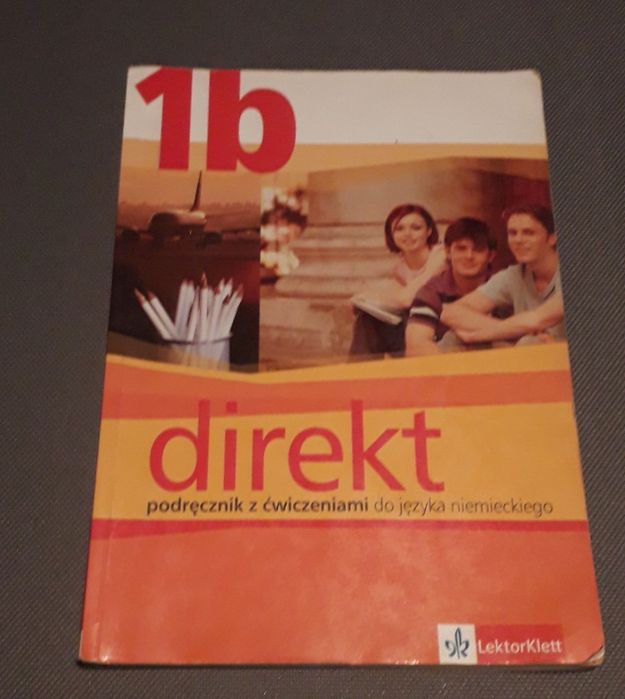 1b
direkt
podręcznik z ćwiczeniami do języka niemieckiego
LektorKlett